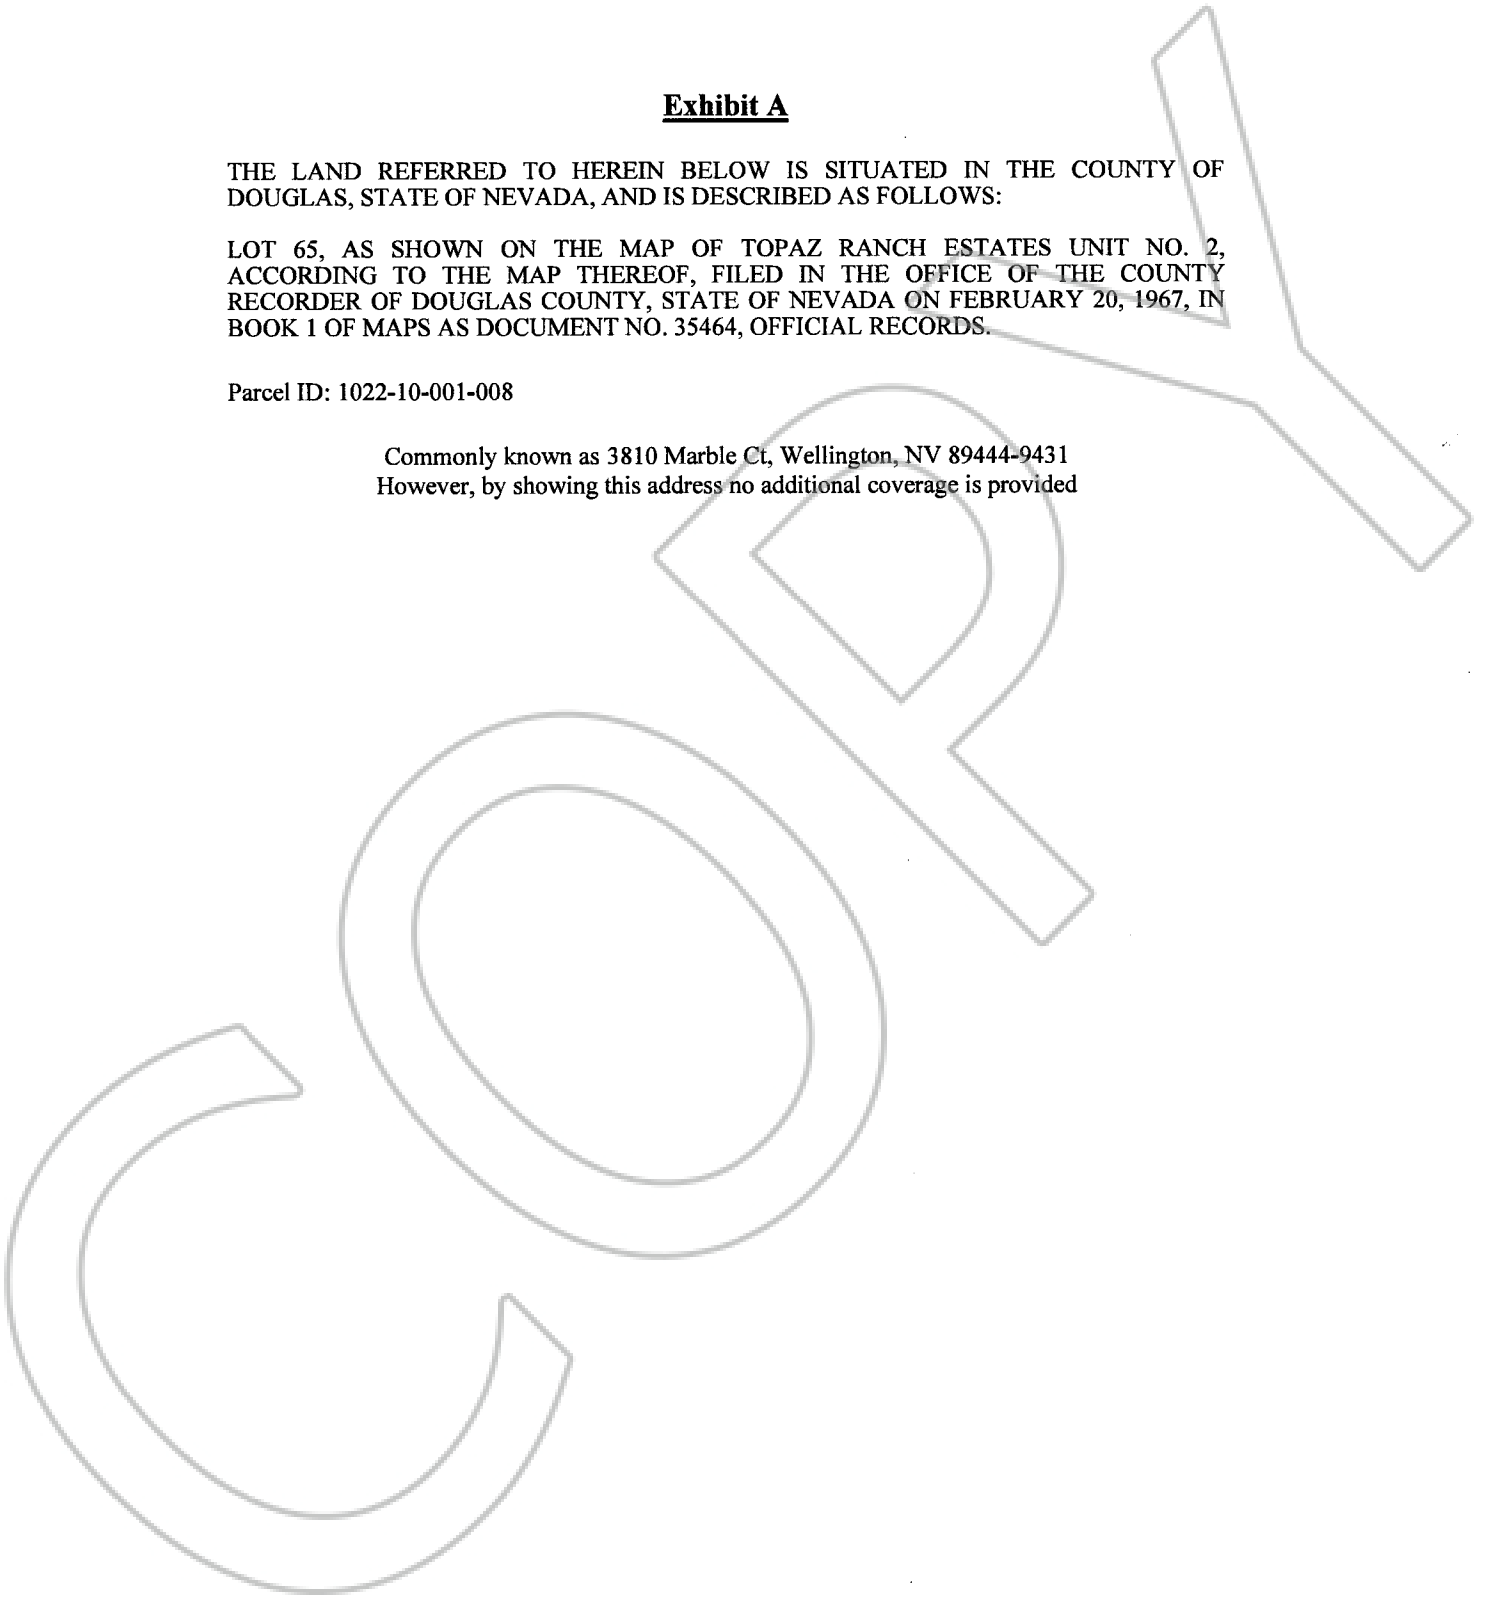 Exhibit A
THE LAND REFERRED TO HEREIN BELOW IS SITUATED IN THE COUNTY OF
DOUGLAS, STATE OF NEVADA, AND IS DESCRIBED AS FOLLOWS:
LOT 65, AS SHOWN ON THE MAP OF TOPAZ RANCH ESTATES UNIT NO. 2,
ACCORDING TO THE MAP THEREOF, FILED IN THE OFFICE OF THE COUNTY
RECORDER OF DOUGLAS COUNTY, STATE OF NEVADA ON FEBRUARY 20, 1967, IN
BOOK 1 OF MAPS AS DOCUMENT NO. 35464, OFFICIAL RECORDS.
Parcel ID: 1022-10-001-008
Commonly known as 3810 Marble Ct, Wellington, NV 89444-9431
However, by showing this address no additional coverage is provided
COPY